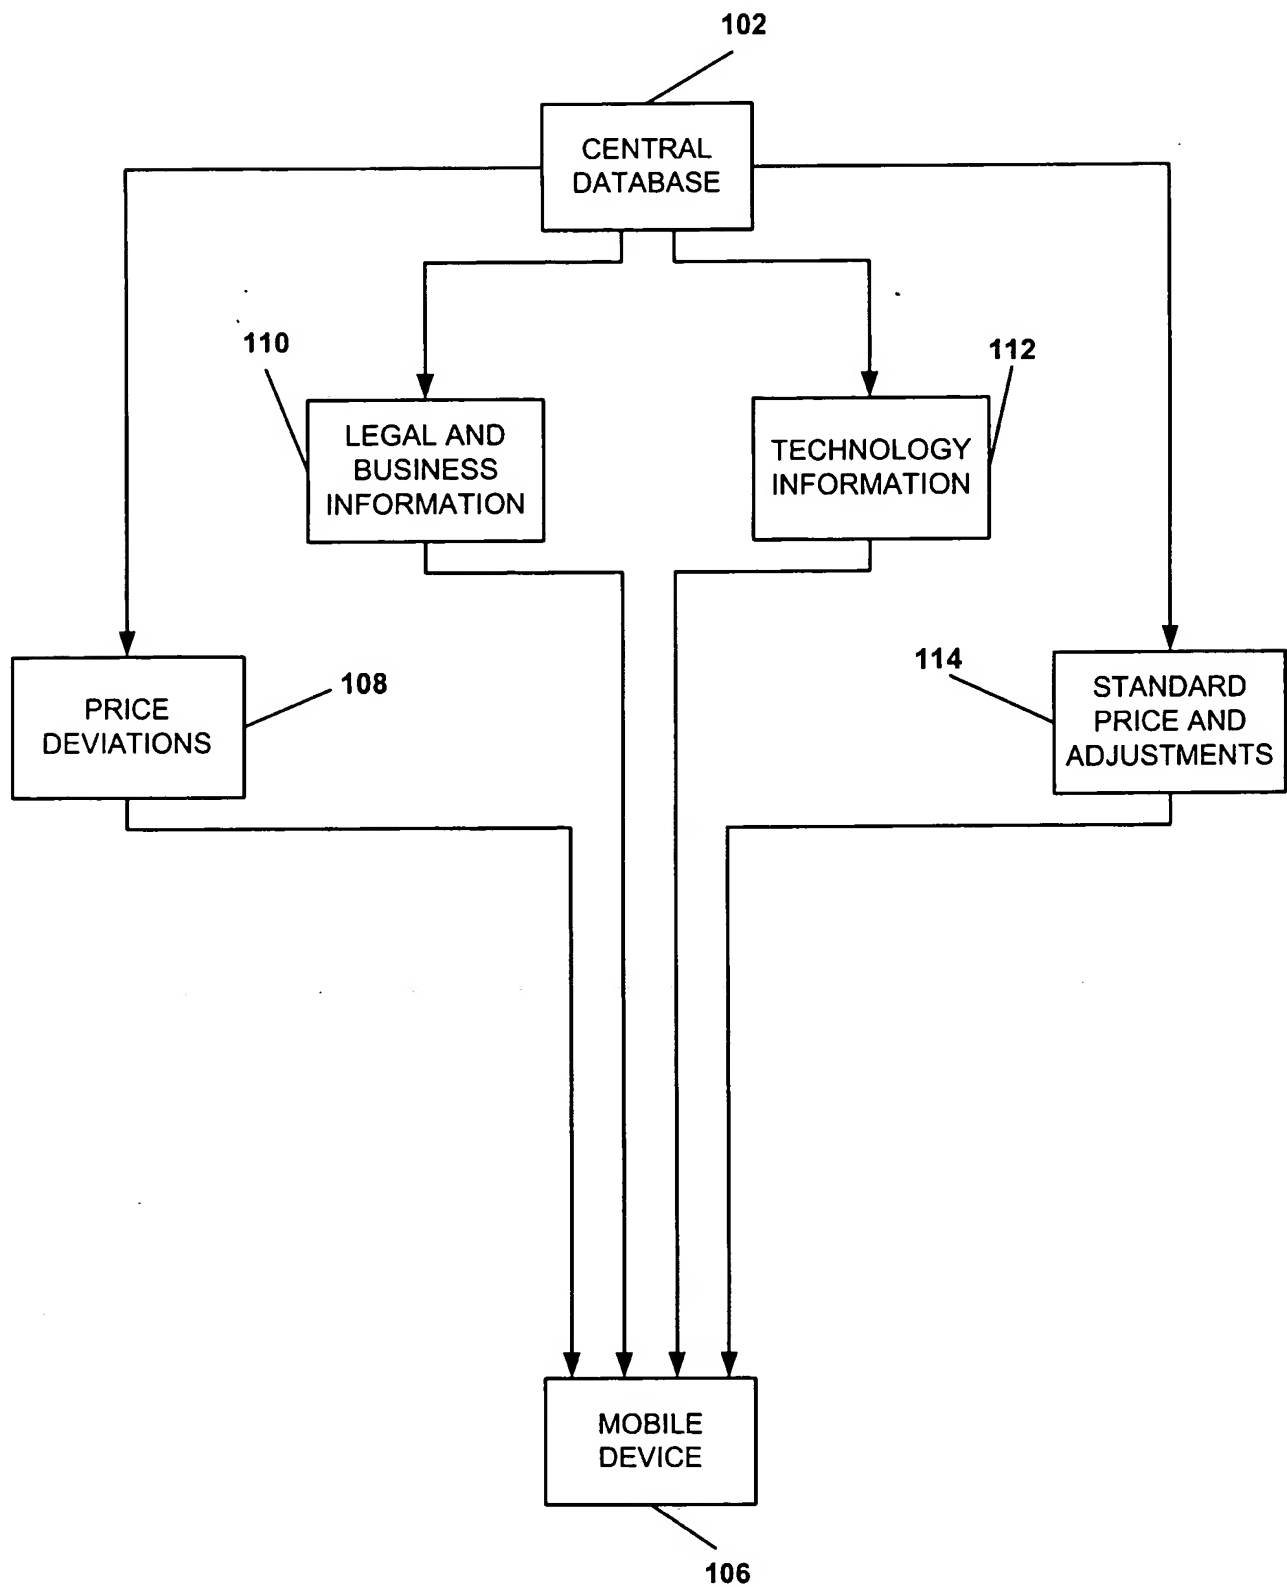 102
CENTRAL
DATABASE
110
112
LEGAL AND
BUSINESS
INFORMATION
TECHNOLOGY
INFORMATION
108
114
PRICE
DEVIATIONS
STANDARD
PRICE AND
ADJUSTMENTS
MOBILE
DEVICE
106